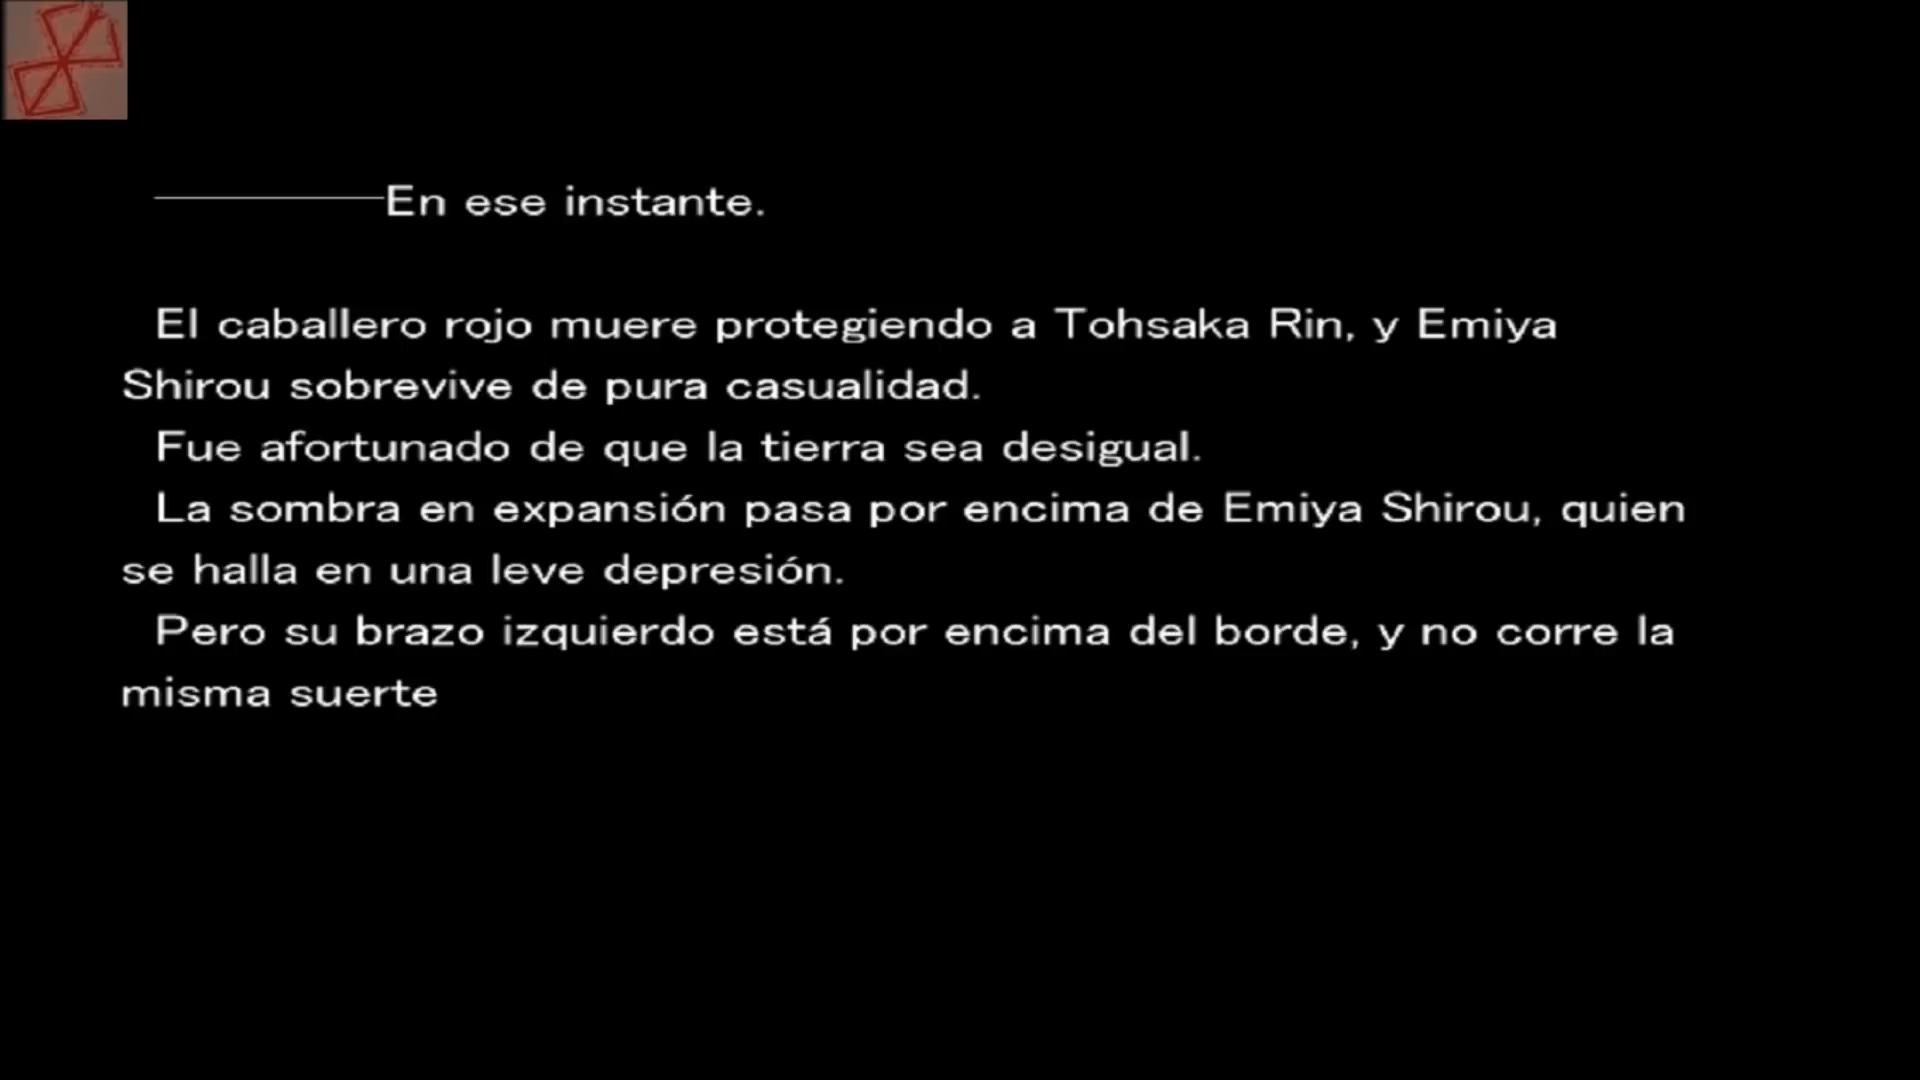 ————En ese instante.
El caballero rojo muere protegiendo a Tohsaka Rin, y Emiya
Shirou sobrevive de pura casualidad.
Fue afortunado de que la tierra sea desigual.
La sombra en expansión pasa por encima de Emiya Shirou, quien
se halla en una leve depresión.
Pero su brazo izquierdo está por encima del borde, y no corre la
misma suerte